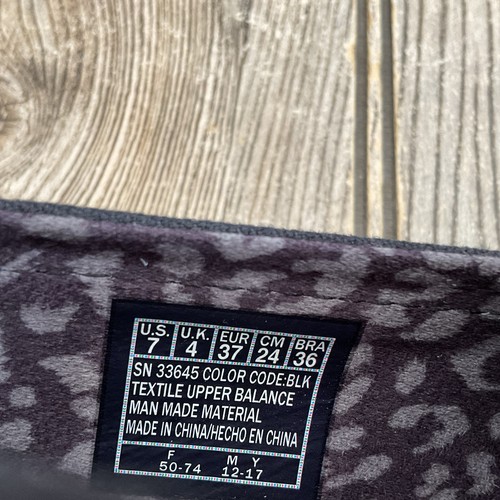 U.S. U.K. EUR CM BRA
7 4 37 24 36
SN 33645 COLOR CODE:BLK
TEXTILE UPPER BALANCE
MAN MADE MATERIAL
MADE IN CHINA/HECHO EN CHINA
F M Y
50-74 12-17